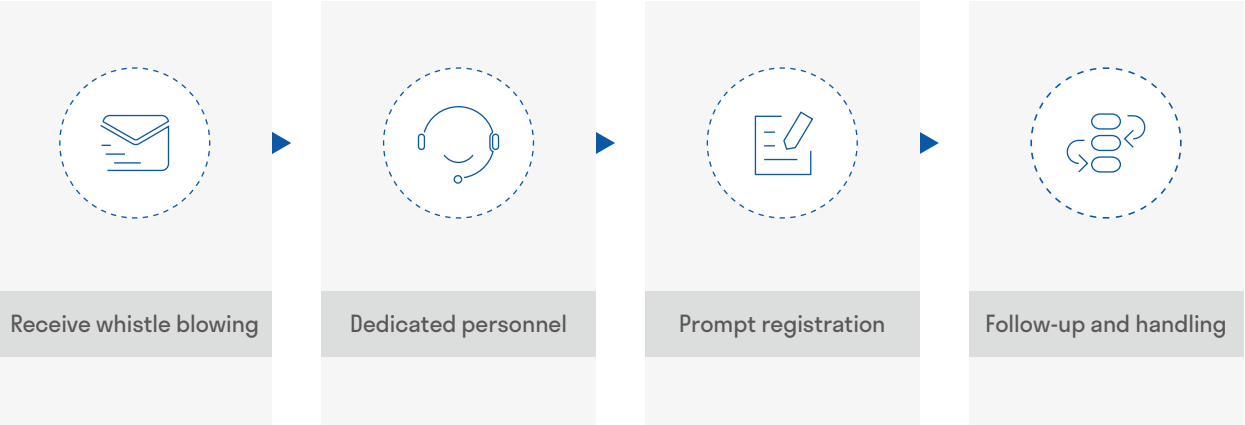 Receive whistle blowing
Dedicated personnel
Prompt registration
Follow-up and handling